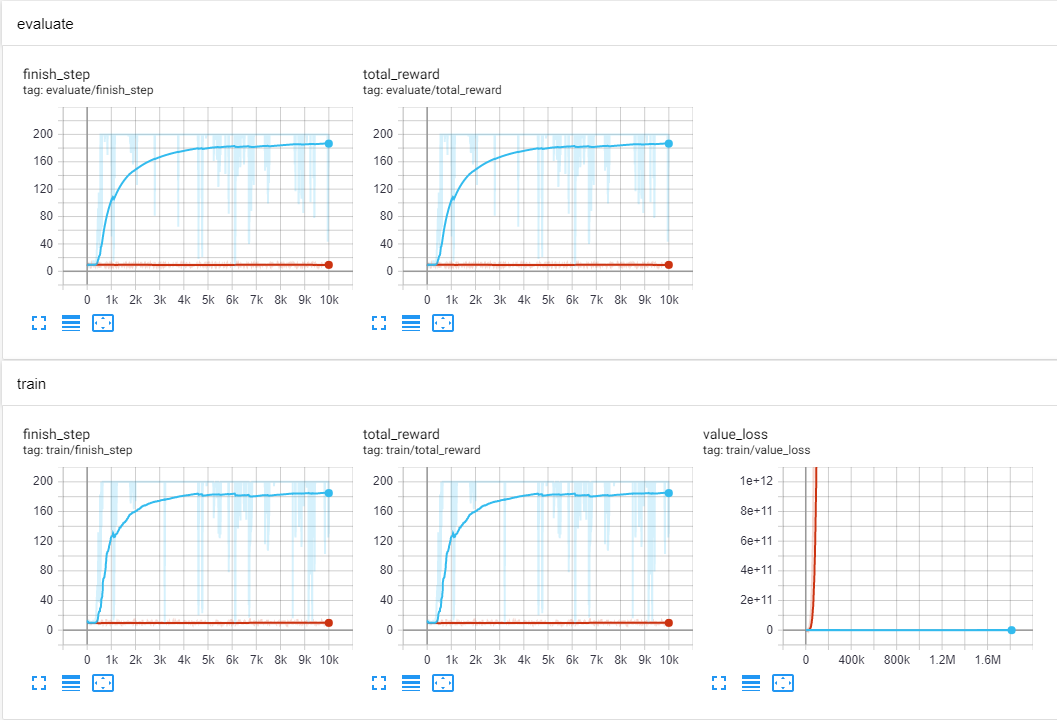 evaluate
finish_step
tag: evaluate/finish_step
200
160
120
80
40
0
0 1k 2k 3k 4k 5k 6k 7k 8k 9k 10k
total_reward
tag: evaluate/total_reward
200
160
120
80
40
0
0 1k 2k 3k 4k 5k 6k 7k 8k 9k 10k
train
finish_step
tag: train/finish_step
200
160
120
80
40
0
0 1k 2k 3k 4k 5k 6k 7k 8k 9k 10k
total_reward
tag: train/total_reward
200
160
120
80
40
0
0 1k 2k 3k 4k 5k 6k 7k 8k 9k 10k
value_loss
tag: train/value_loss
1e+12
8e+11
6e+11
4e+11
2e+11
0
0 400k 800k 1.2M 1.6M